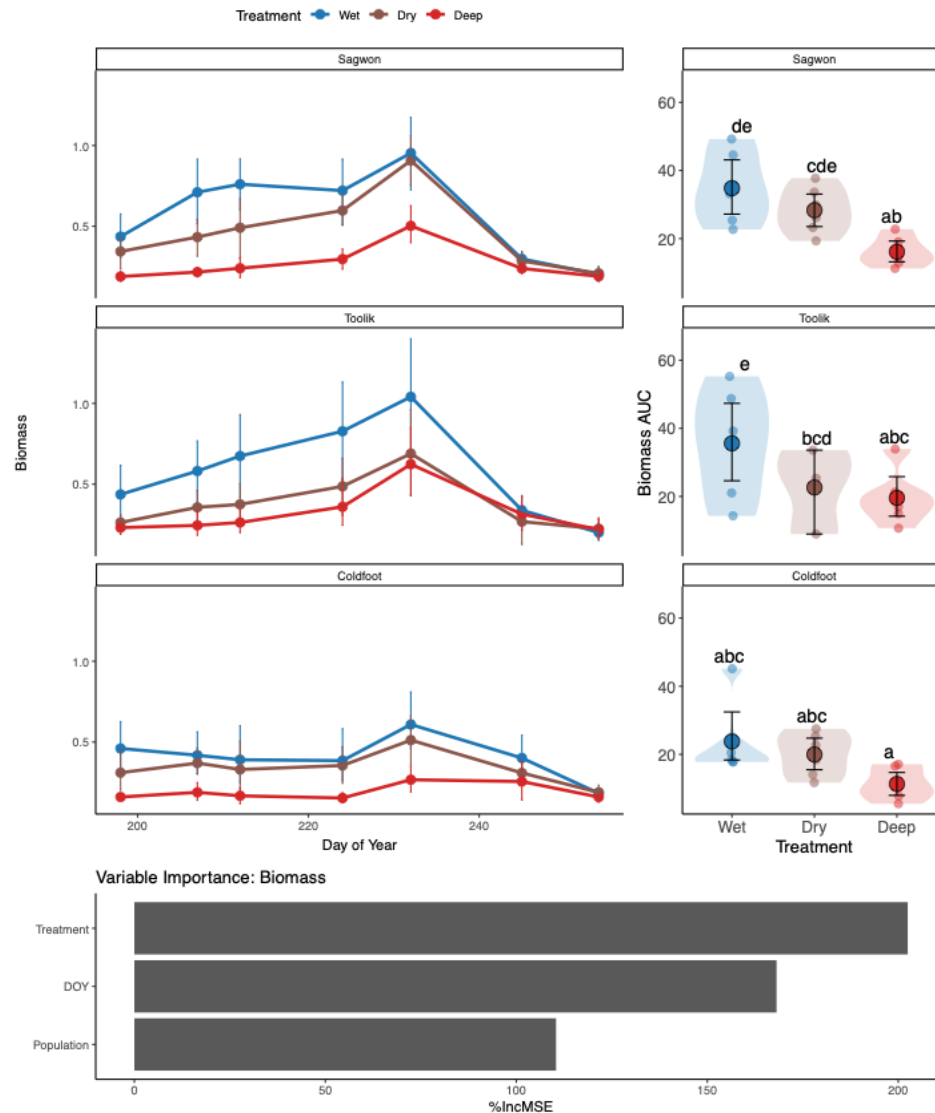 Treatment Wet Dry Deep
Sagwon
1.0
0.5
Toolik
1.0
0.5
Coldfoot
1.0
0.5
200 220 240
Day of Year
Biomass
Sagwon
60
40
20
de
cde
ab
Toolik
60
40
20
e
bcd
abc
Coldfoot
60
40
20
abc
abc
a
Wet Dry Deep
Treatment
Biomass AUC
Variable Importance: Biomass
Treatment
DOY
Population
0 50 100 150 200
%IncMSE